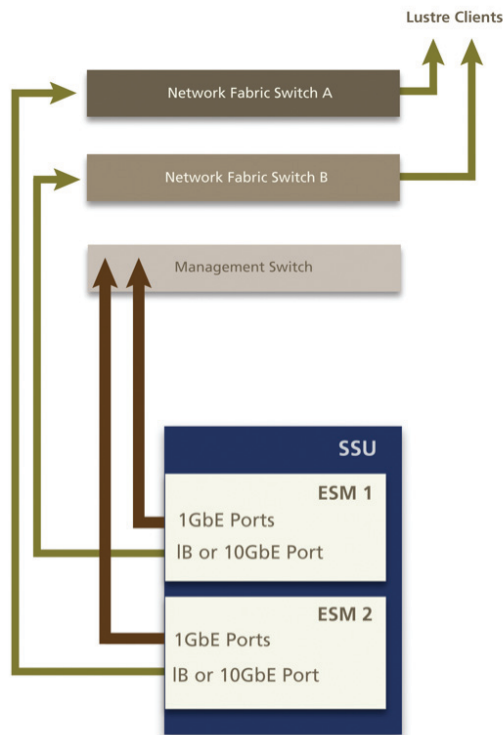 Lustre Clients
Network Fabric Switch A
Network Fabric Switch B
Management Switch
SSU
ESM 1
1GbE Ports
IB or 10GbE Port
ESM 2
1GbE Ports
IB or 10GbE Port